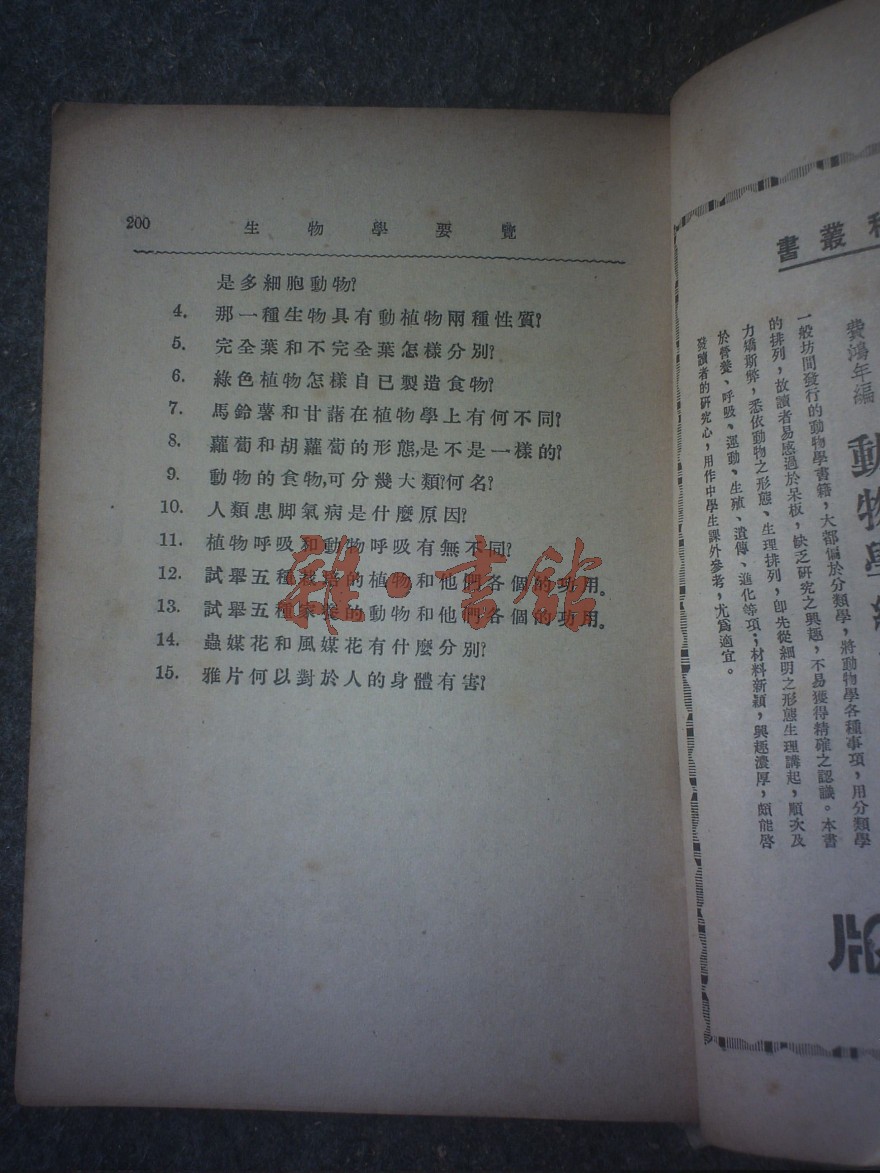 200 生物學要覽
是多細胞動物?
4. 那一種生物具有動植物兩種性質?
5. 完全葉和不完全葉怎樣分別?
6. 綠色植物怎樣自已製造食物?
7. 馬鈴薯和甘藷在植物學上有何不同?
8. 蘿蔔和胡蘿蔔的形態,是不是一樣的?
9. 動物的食物,可分幾大類?何名?
10. 人類患脚氣病是什麼原因?
11. 植物呼吸和動物呼吸有無不同?
12. 試舉五種栽培的植物和他們各個的功用。
13. 試舉五種家養的動物和他們各個的功用。
14. 蟲媒花和風媒花有什麼分別?
15. 雅片何以對於人的身體有害?
雜·書館
叢書
費鴻年編
動物學
一般坊間發行的動物學書籍,大都偏於分類學,將動物學各種事項,用分類學
的排列,故讀者易感過於呆板,缺乏研究之興趣,不易獲得精確之認識。本書
力矯斯弊,悉依動物之形態、生理排列,卽先從細明之形態生理講起,順次及
於營養、呼吸、運動、生殖、遺傳、進化等項;材料新穎,興趣濃厚,頗能啓
發讀者的研究心,用作中學生課外參考,尤爲適宜。
版